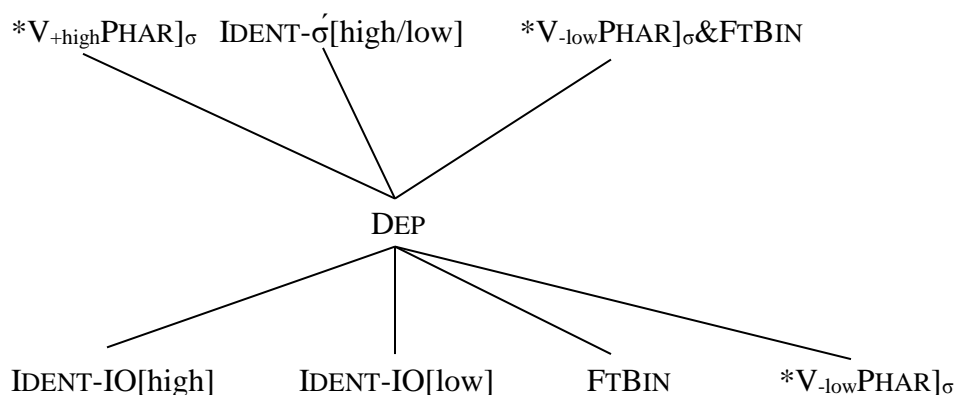 *V+highPHAR]σ IDENT-σ́[high/low] *V-lowPHAR]σ&FTBIN
DEP
IDENT-IO[high] IDENT-IO[low] FTBIN *V-lowPHAR]σ